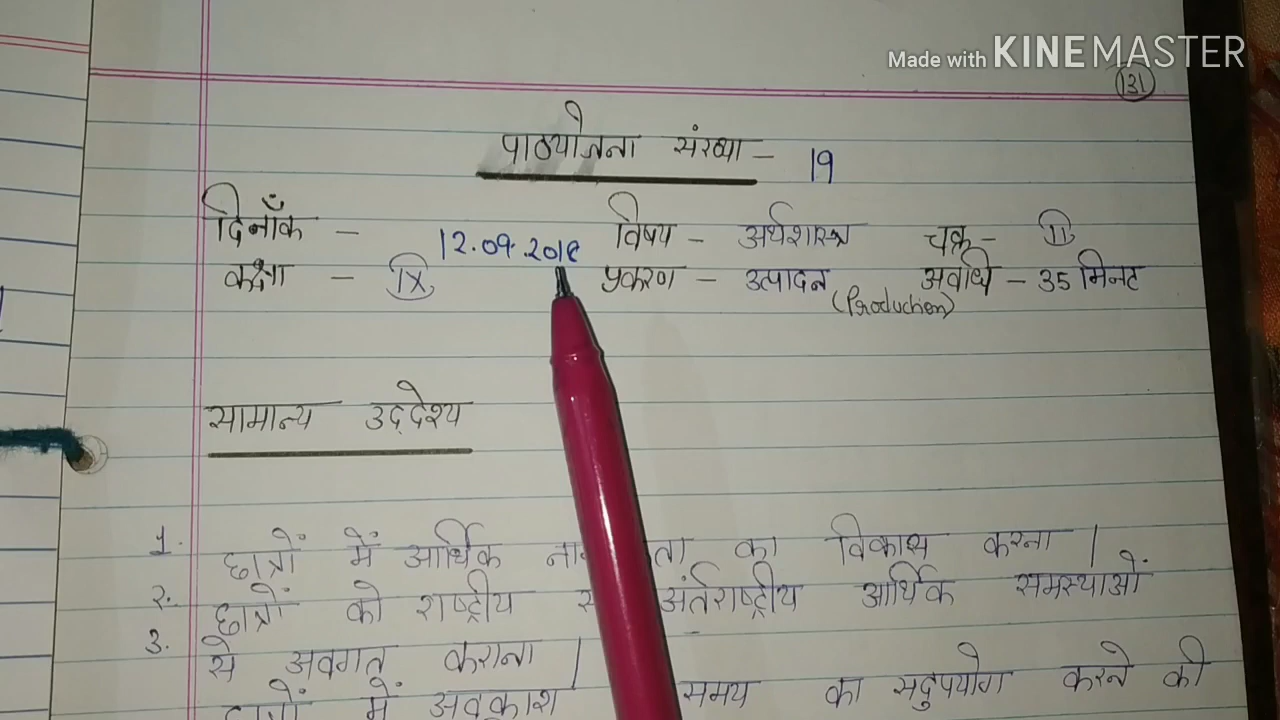 Made with KINEMASTER
131
पाठयोजना संख्या – 19
दिनाँक – 12.09.2018 विषय – अर्थशास्त्र चक्र – II
कक्षा – IX प्रकरण – उत्पादन अवधि – 35 मिनट
(Production)
सामान्य उद्देश्य
1. छात्रों में आर्थिक का विकास करना |
2. छात्रों को राष्ट्रीय अंर्तराष्ट्रीय आर्थिक समस्याओं
3. से अवगत कराना |
छात्रों में अवकाश समय का सदुपयोग करने की